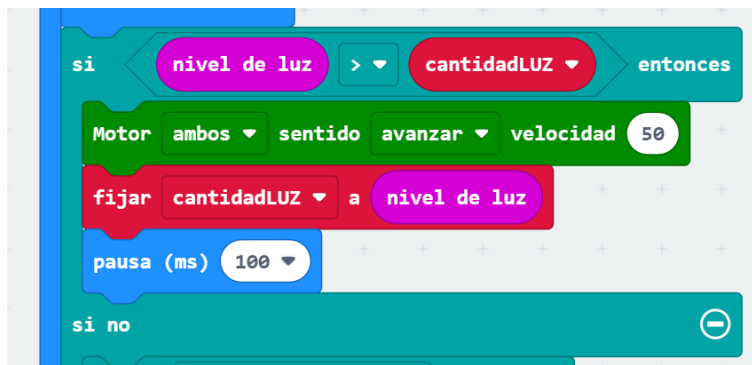 si nivel de luz > cantidadLUZ entonces
Motor ambos sentido avanzar velocidad 50
fijar cantidadLUZ a nivel de luz
pausa (ms) 100
si no